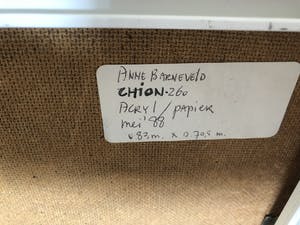 ANNE BARNEVELD
CHION.260
ACRYL/papier
mei '88
0.83 m. x 0.70,5 m.